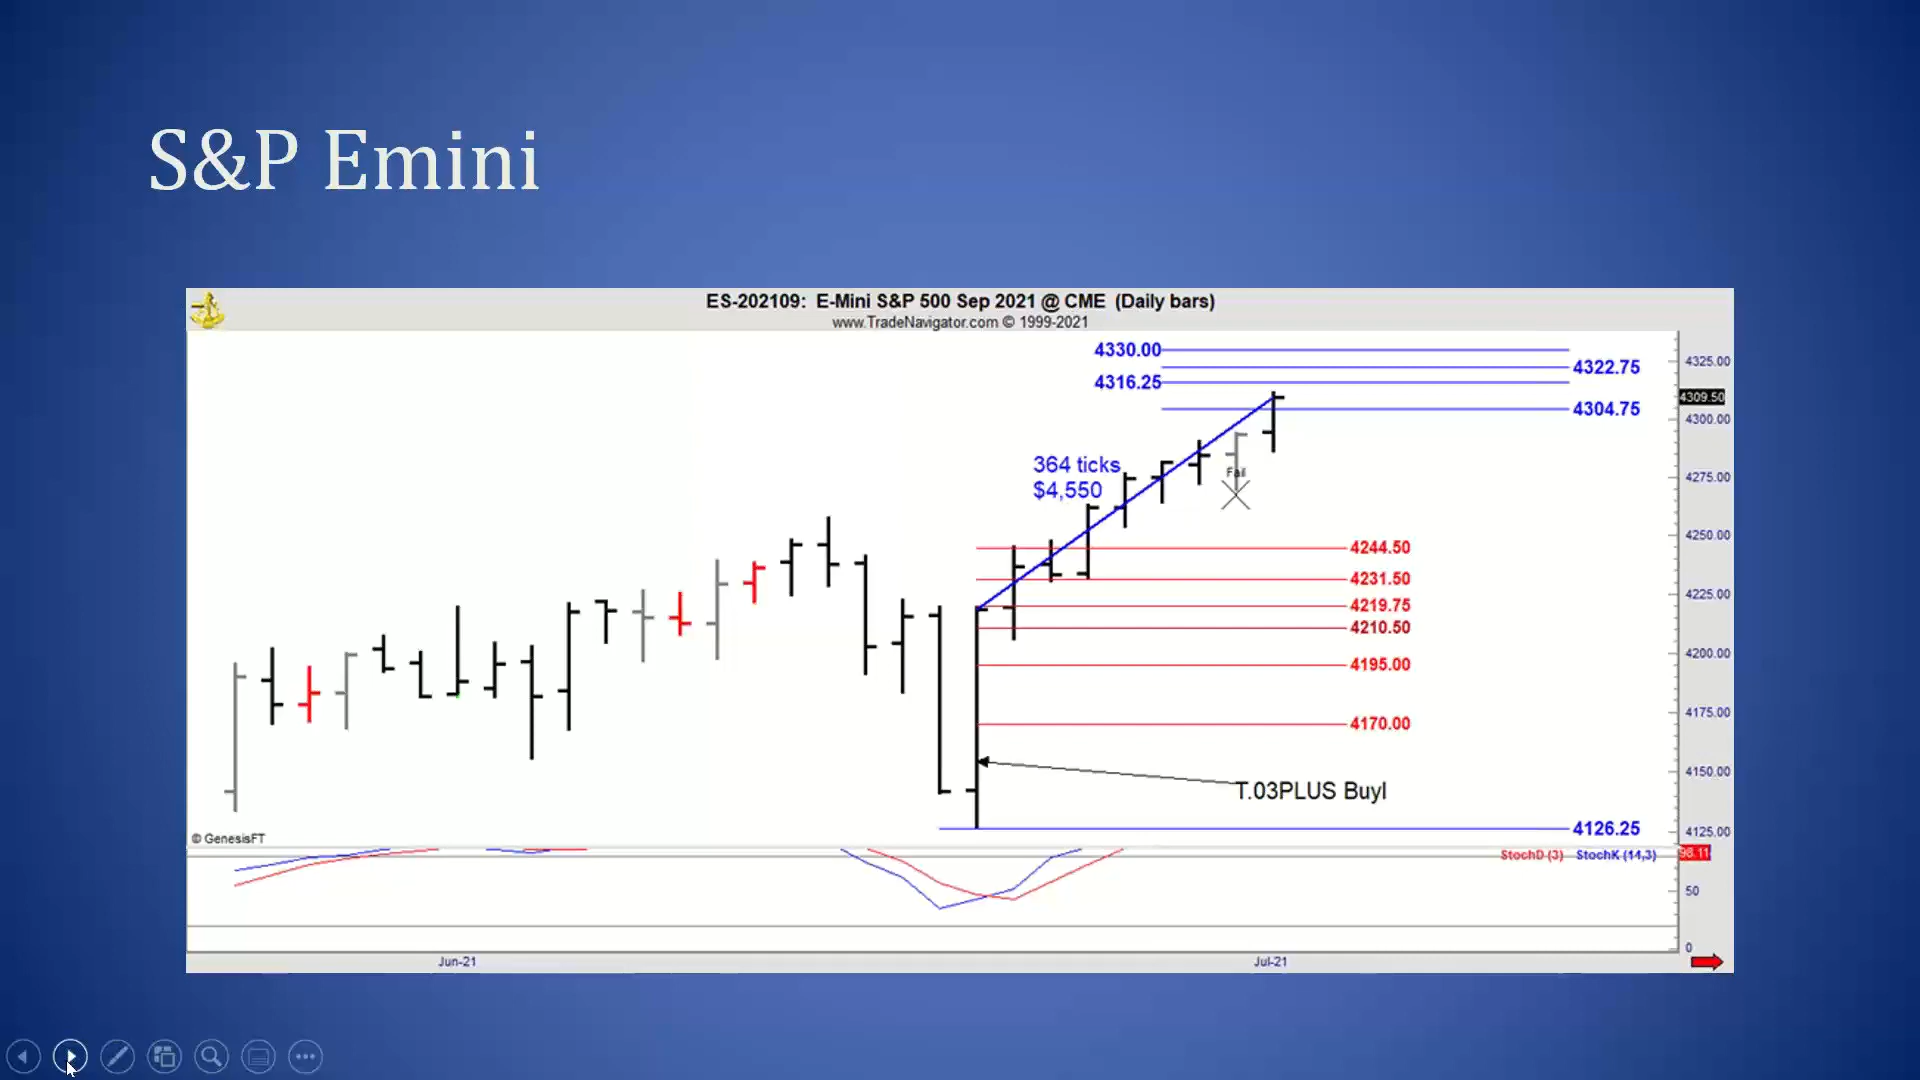 S&P Emini
ES-202109: E-Mini S&P 500 Sep 2021 @ CME (Daily bars)
www.TradeNavigator.com © 1999-2021
4330.00
4322.75
4316.25
4304.75
364 ticks
$4,550
Fail
4244.50
4231.50
4219.75
4210.50
4195.00
4170.00
T.03PLUS Buyl
4126.25
4325.00
4309.50
4300.00
4275.00
4250.00
4225.00
4200.00
4175.00
4150.00
4125.00
© GenesisFT
StochD (3) StochK (14,3)
98.11
50
0
Jun-21
Jul-21